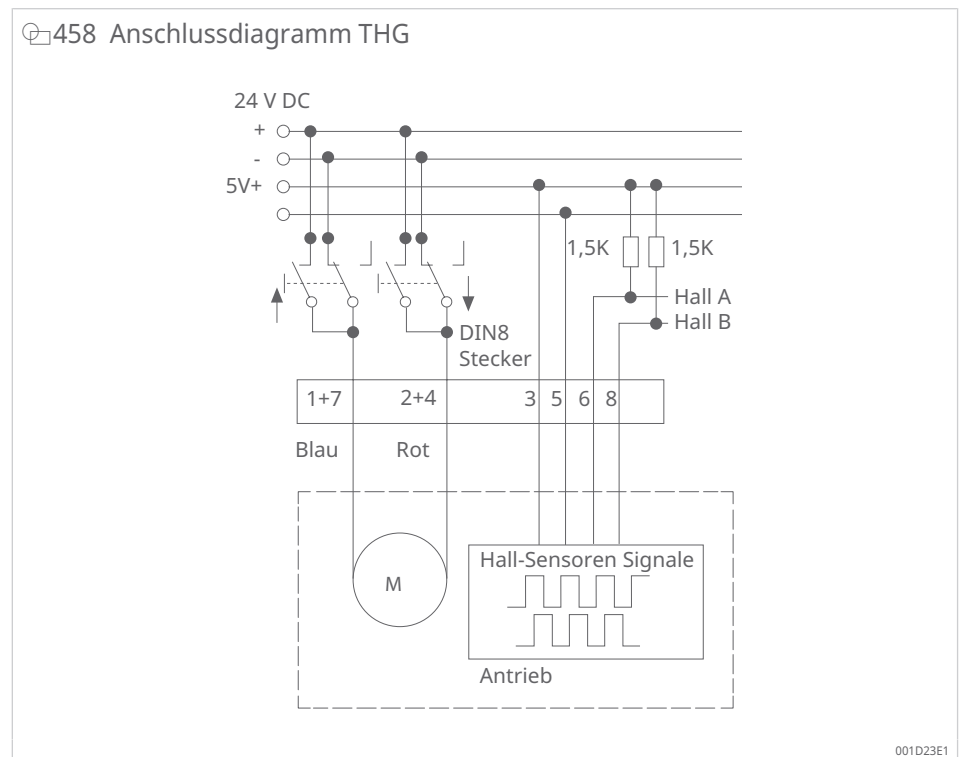 458 Anschlussdiagramm THG
24 V DC
+
-
5V+
1,5K
1,5K
Hall A
Hall B
DIN8
Stecker
1+7
2+4
3
5
6
8
Blau
Rot
Hall-Sensoren Signale
M
Antrieb
001D23E1